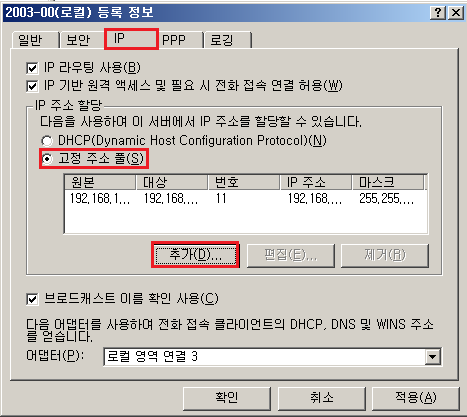 2003-00(로컬) 등록 정보
일반 보안 IP PPP 로깅
IP 라우팅 사용(B)
IP 기반 원격 액세스 및 필요 시 전화 접속 연결 허용(W)
IP 주소 할당
다음을 사용하여 이 서버에서 IP 주소를 할당할 수 있습니다.
DHCP(Dynamic Host Configuration Protocol)(N)
고정 주소 풀(S)
원본 대상 번호 IP 주소 마스크
192,168,1... 192,168,... 11 192,168,... 255,255,...
추가(D)... 편집(E)... 제거(R)
브로드캐스트 이름 확인 사용(C)
다음 어댑터를 사용하여 전화 접속 클라이언트의 DHCP, DNS 및 WINS 주소
를 얻습니다.
어댑터(P): 로컬 영역 연결 3
확인 취소 적용(A)